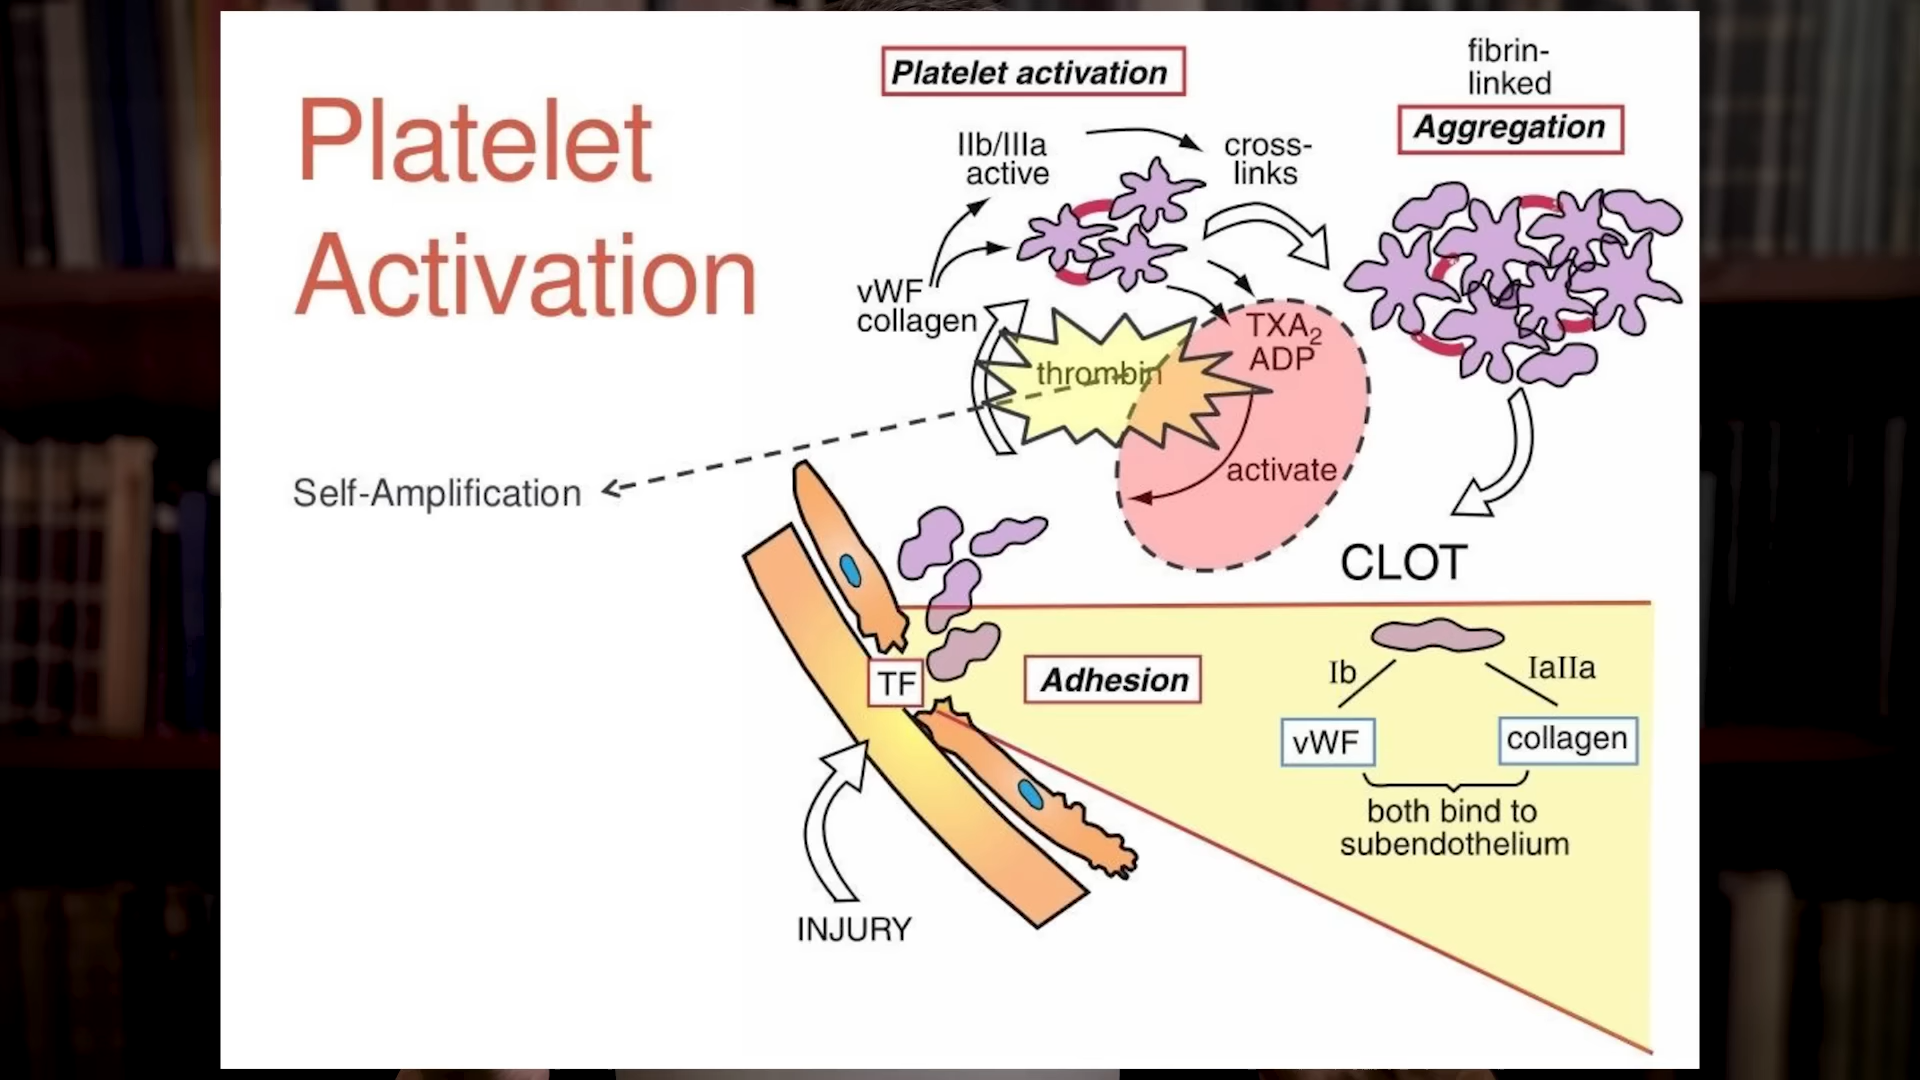 Platelet
Activation
Self-Amplification
Platelet activation
fibrin-
linked
Aggregation
IIb/IIIa
active
cross-
links
vWF
collagen
thrombin
TXA₂
ADP
activate
CLOT
TF
Adhesion
Ib
IaIIa
vWF
collagen
both bind to
subendothelium
INJURY